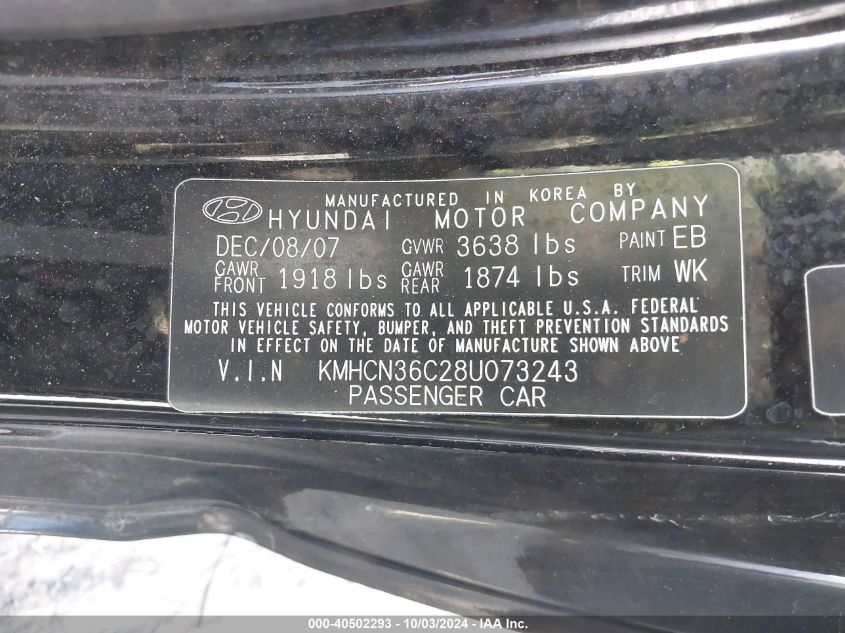 MANUFACTURED IN KOREA BY
HYUNDAI MOTOR COMPANY
DEC/08/07 GVWR 3638 lbs PAINT EB
GAWR FRONT 1918 lbs GAWR REAR 1874 lbs TRIM WK
THIS VEHICLE CONFORMS TO ALL APPLICABLE U.S.A. FEDERAL
MOTOR VEHICLE SAFETY, BUMPER, AND THEFT PREVENTION STANDARDS
IN EFFECT ON THE DATE OF MANUFACTURE SHOWN ABOVE
V.I.N KMHCN36C28U073243
PASSENGER CAR
000-40502293 - 10/03/2024 - IAA Inc.